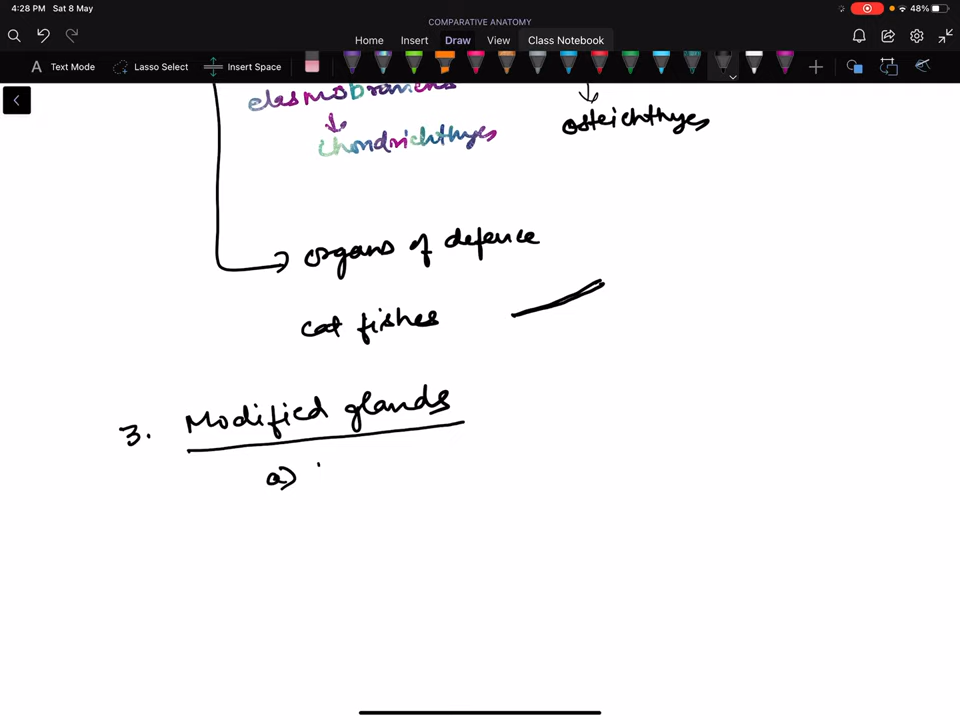 4:28 PM Sat 8 May
48%
COMPARATIVE ANATOMY
Home Insert Draw View Class Notebook
Text Mode Lasso Select Insert Space
elasmobranchs
chondrichthyes
osteichthyes
organs of defence
cat fishes
3. Modified glands
a)